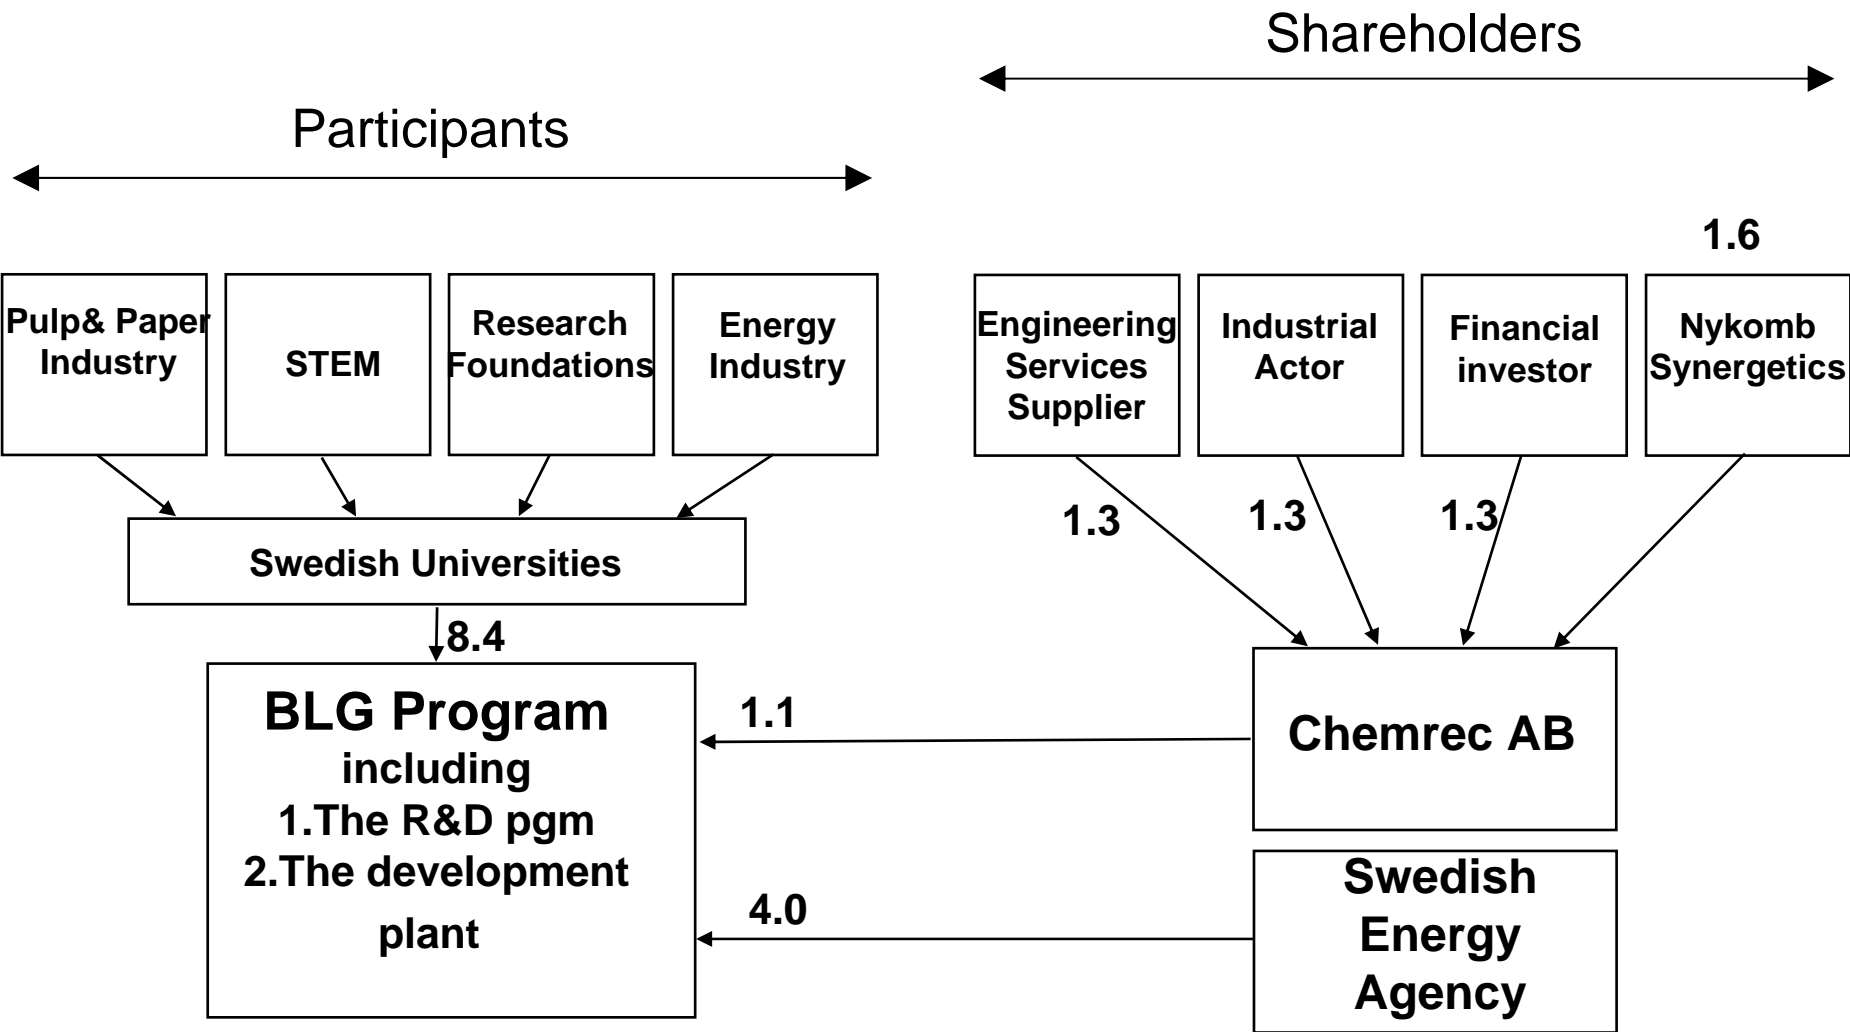 Shareholders
Participants
1.6
Pulp& Paper
Industry
STEM
Research
Foundations
Energy
Industry
Engineering
Services
Supplier
Industrial
Actor
Financial
investor
Nykomb
Synergetics
1.3
1.3
1.3
Swedish Universities
8.4
BLG Program
including
1.The R&D pgm
2.The development
plant
1.1
Chemrec AB
4.0
Swedish
Energy
Agency